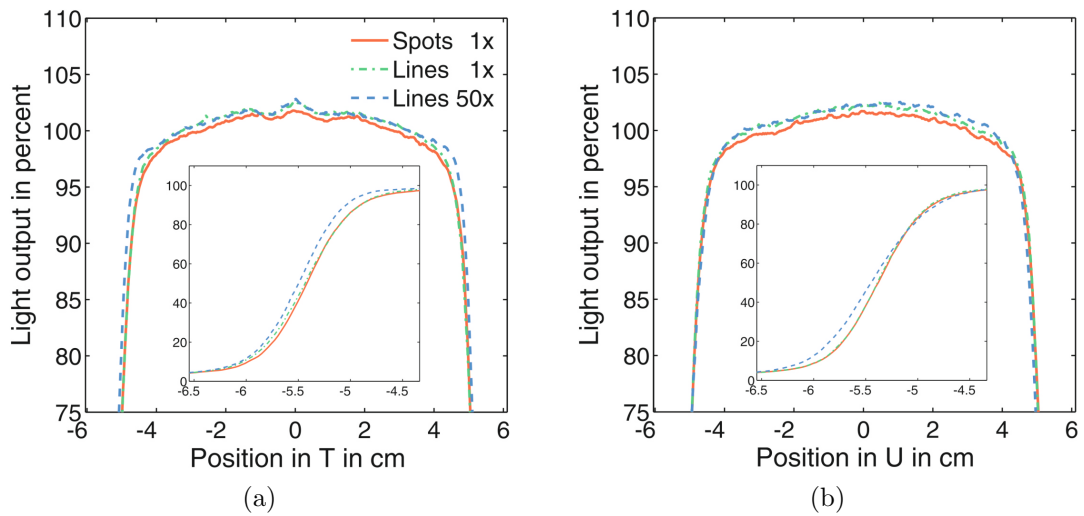 110
105
100
95
90
85
80
75
Light output in percent
Spots 1x
Lines 1x
Lines 50x
100
80
60
40
20
0
-6.5 -6 -5.5 -5 -4.5
-6 -4 -2 0 2 4 6
Position in T in cm
(a)
110
105
100
95
90
85
80
75
Light output in percent
100
80
60
40
20
0
-6.5 -6 -5.5 -5 -4.5
-6 -4 -2 0 2 4 6
Position in U in cm
(b)